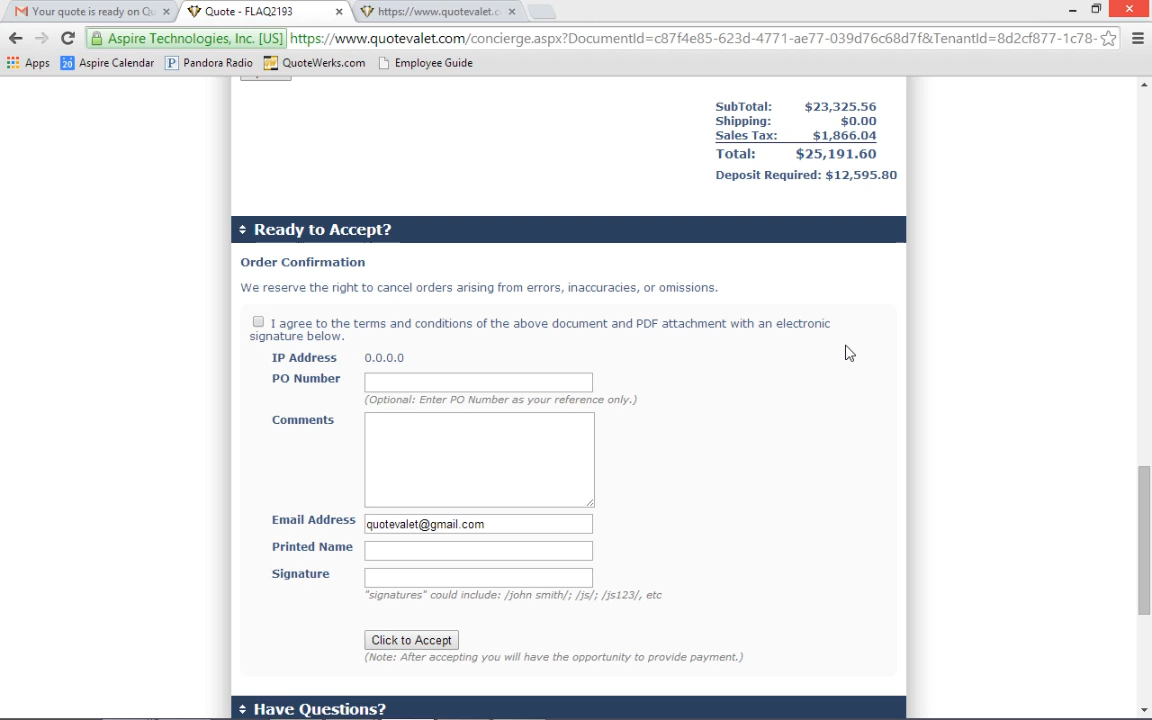 Your quote is ready on Qu
Quote - FLAQ2193
https://www.quotevalet.c
Aspire Technologies, Inc. [US] https://www.quotevalet.com/concierge.aspx?DocumentId=c87f4e85-623d-4771-ae77-039d76c68d7f&TenantId=8d2cf877-1c78-
Apps
20 Aspire Calendar
P Pandora Radio
QuoteWerks.com
Employee Guide
SubTotal: $23,325.56
Shipping: $0.00
Sales Tax: $1,866.04
Total: $25,191.60
Deposit Required: $12,595.80
Ready to Accept?
Order Confirmation
We reserve the right to cancel orders arising from errors, inaccuracies, or omissions.
I agree to the terms and conditions of the above document and PDF attachment with an electronic
signature below.
IP Address 0.0.0.0
PO Number
(Optional: Enter PO Number as your reference only.)
Comments
Email Address quotevalet@gmail.com
Printed Name
Signature
"signatures" could include: /john smith/; /js/; /js123/, etc
Click to Accept
(Note: After accepting you will have the opportunity to provide payment.)
Have Questions?